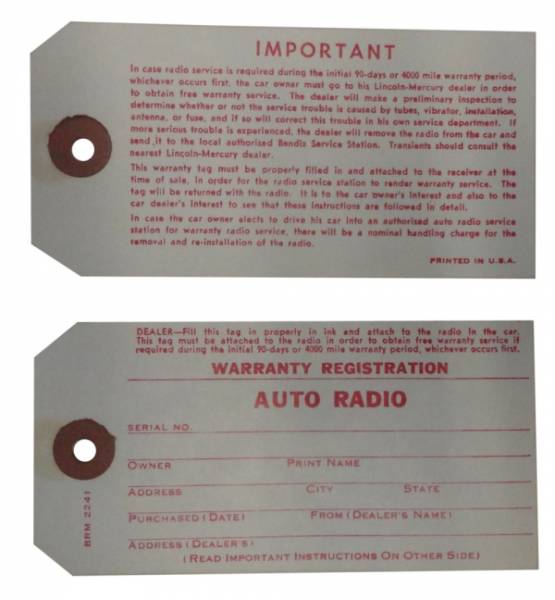 IMPORTANT
In case radio service is required during the initial 90-days or 4000 mile warranty period,
whichever occurs first, the car owner must go to his Lincoln-Mercury dealer in order
to obtain free warranty service. The dealer will make a preliminary inspection to
determine whether or not the service trouble is caused by tubes, vibrator, installation,
antenna, or fuse, and if so will correct this trouble in his own service department. If
more serious trouble is experienced, the dealer will remove the radio from the car and
send it to the local authorised Bendix Service Station. Transients should consult the
nearest Lincoln-Mercury dealer.
This warranty tag must be properly filled in and attached to the receiver at the
time of sale, in order for the radio service station to render warranty service. The
tag will be returned with the radio. It is to the car owner's interest and also to the
car dealer's interest to see that these instructions are followed in detail.
In case the car owner elects to drive his car into an authorised auto radio service
station for warranty radio service, there will be a nominal handling charge for the
removal and re-installation of the radio.
PRINTED IN U.S.A.
DEALER—Fill this tag in properly in ink and attach to the radio in the car.
This tag must be attached to the radio in order to obtain free warranty service if
required during the initial 90-days or 4000 mile warranty period, whichever occurs first.
WARRANTY REGISTRATION
AUTO RADIO
SERIAL NO.
OWNER PRINT NAME
ADDRESS CITY STATE
PURCHASED (DATE) FROM (DEALER'S NAME)
ADDRESS (DEALER'S)
(READ IMPORTANT INSTRUCTIONS ON OTHER SIDE)
BRM 2241